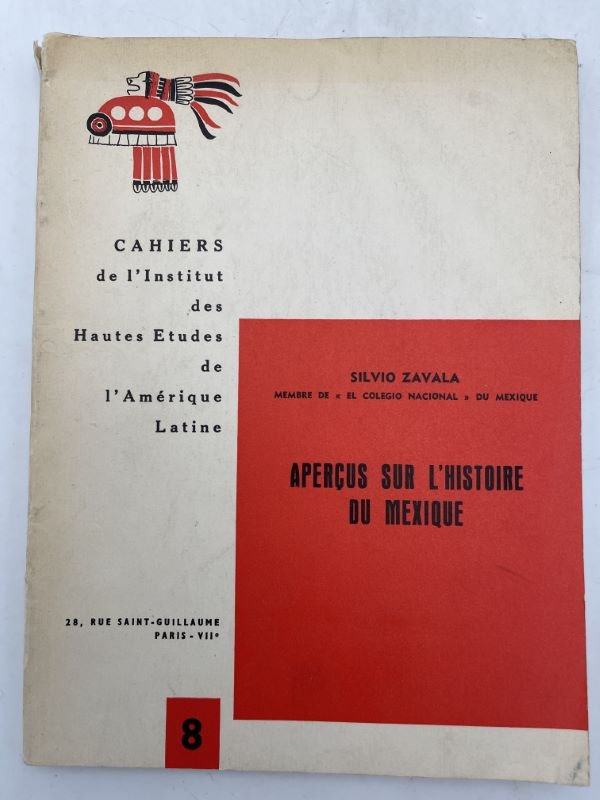 CAHIERS
de l'Institut
des
Hautes Etudes
de
l'Amérique
Latine
SILVIO ZAVALA
MEMBRE DE « EL COLEGIO NACIONAL » DU MEXIQUE
APERÇUS SUR L'HISTOIRE
DU MEXIQUE
28, RUE SAINT-GUILLAUME
PARIS - VIIe
8